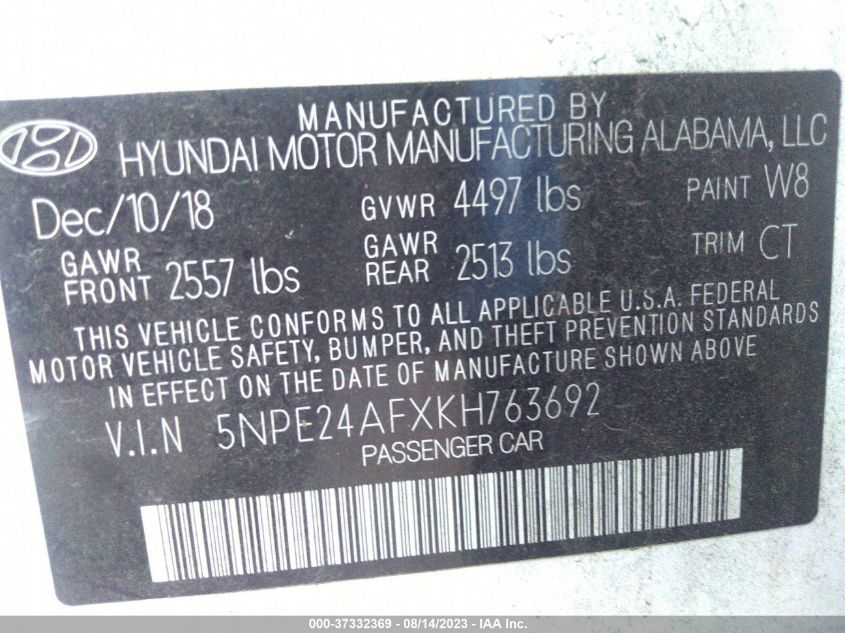 MANUFACTURED BY
HYUNDAI MOTOR MANUFACTURING ALABAMA, LLC
Dec/10/18 GVWR 4497 lbs PAINT W8
GAWR FRONT 2557 lbs GAWR REAR 2513 lbs TRIM CT
THIS VEHICLE CONFORMS TO ALL APPLICABLE U.S.A. FEDERAL
MOTOR VEHICLE SAFETY, BUMPER, AND THEFT PREVENTION STANDARDS
IN EFFECT ON THE DATE OF MANUFACTURE SHOWN ABOVE
V.I.N 5NPE24AFXKH763692
PASSENGER CAR
000-37332369 - 08/14/2023 - IAA Inc.